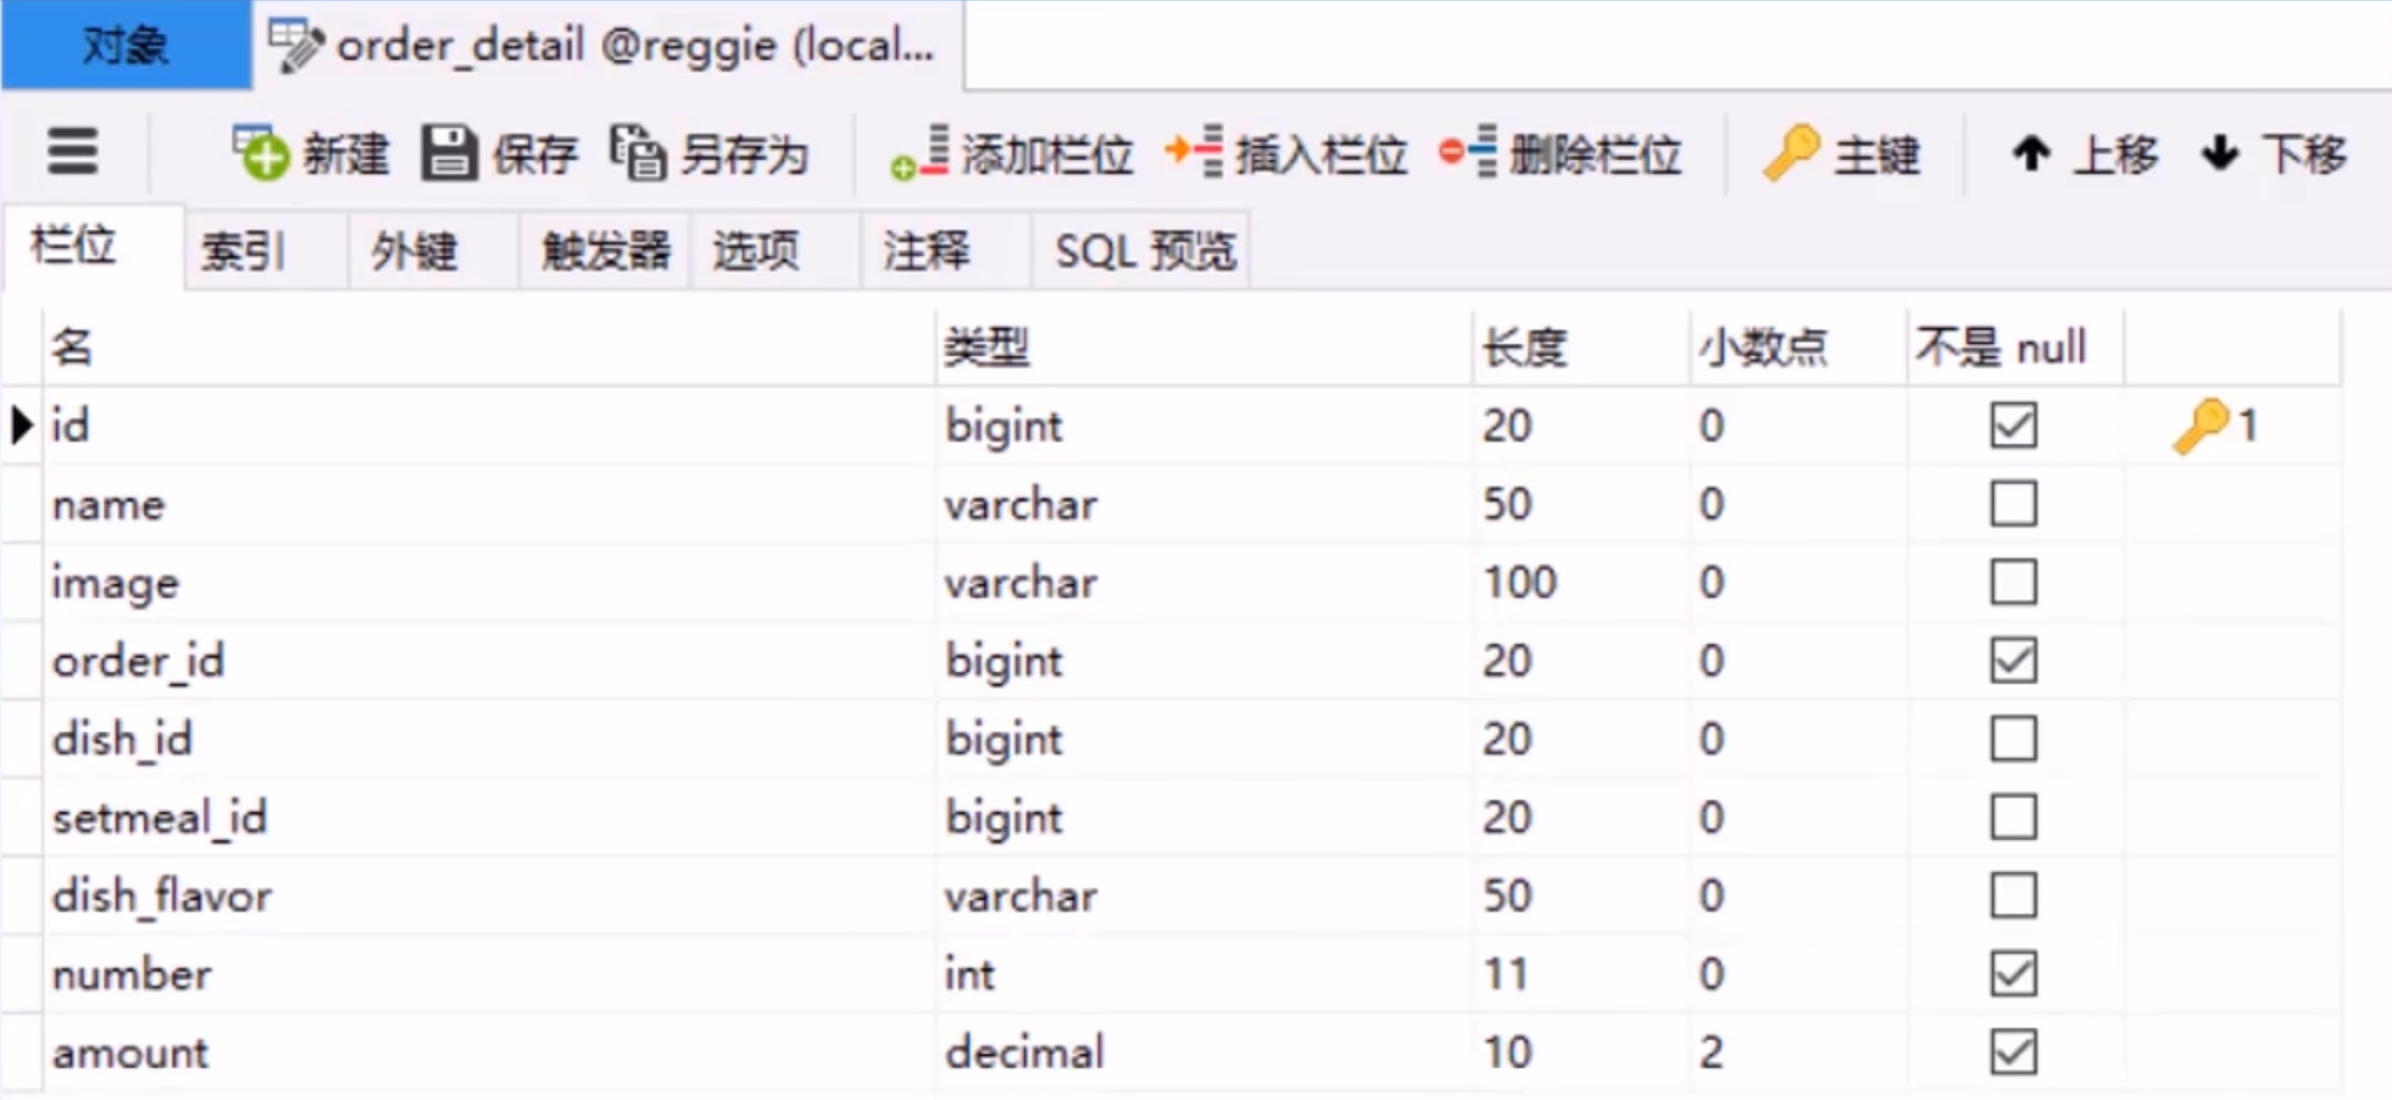 对象 order_detail @reggie (local...
新建 保存 另存为 添加栏位 插入栏位 删除栏位 主键 上移 下移
栏位 索引 外键 触发器 选项 注释 SQL 预览
名 类型 长度 小数点 不是 null
id bigint 20 0 1
name varchar 50 0
image varchar 100 0
order_id bigint 20 0
dish_id bigint 20 0
setmeal_id bigint 20 0
dish_flavor varchar 50 0
number int 11 0
amount decimal 10 2